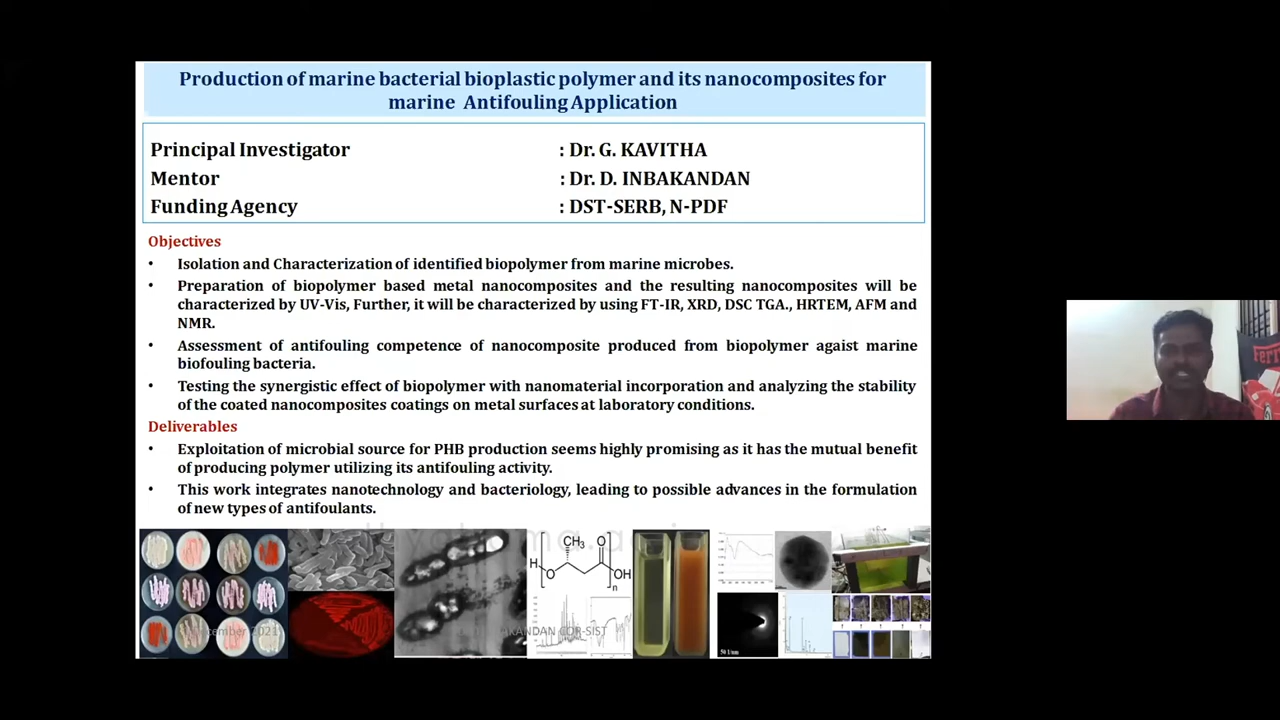 Production of marine bacterial bioplastic polymer and its nanocomposites for
marine Antifouling Application
Principal Investigator : Dr. G. KAVITHA
Mentor : Dr. D. INBAKANDAN
Funding Agency : DST-SERB, N-PDF
Objectives
• Isolation and Characterization of identified biopolymer from marine microbes.
• Preparation of biopolymer based metal nanocomposites and the resulting nanocomposites will be
characterized by UV-Vis, Further, it will be characterized by using FT-IR, XRD, DSC TGA., HRTEM, AFM and
NMR.
• Assessment of antifouling competence of nanocomposite produced from biopolymer agaist marine
biofouling bacteria.
• Testing the synergistic effect of biopolymer with nanomaterial incorporation and analyzing the stability
of the coated nanocomposites coatings on metal surfaces at laboratory conditions.
Deliverables
• Exploitation of microbial source for PHB production seems highly promising as it has the mutual benefit
of producing polymer utilizing its antifouling activity.
• This work integrates nanotechnology and bacteriology, leading to possible advances in the formulation
of new types of antifoulants.
CH3
O
H
O
OH
n
2021
COR-SIST
50 1/nm
Ferr